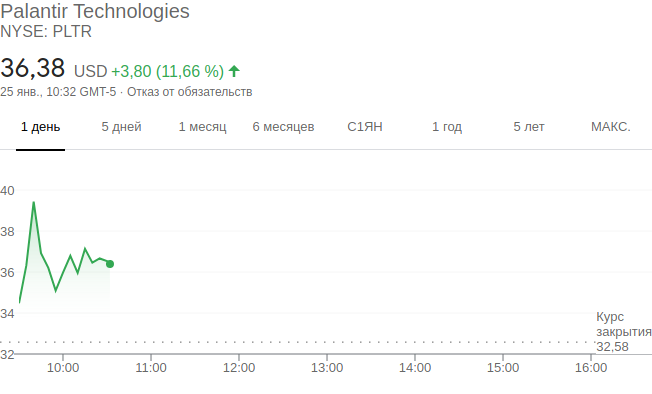 Palantir Technologies
NYSE: PLTR
36,38 USD +3,80 (11,66 %)
25 янв., 10:32 GMT-5 · Отказ от обязательств
1 день 5 дней 1 месяц 6 месяцев С1ЯН 1 год 5 лет МАКС.
40
38
36
34
Курс
закрытия
32,58
32
10:00 11:00 12:00 13:00 14:00 15:00 16:00